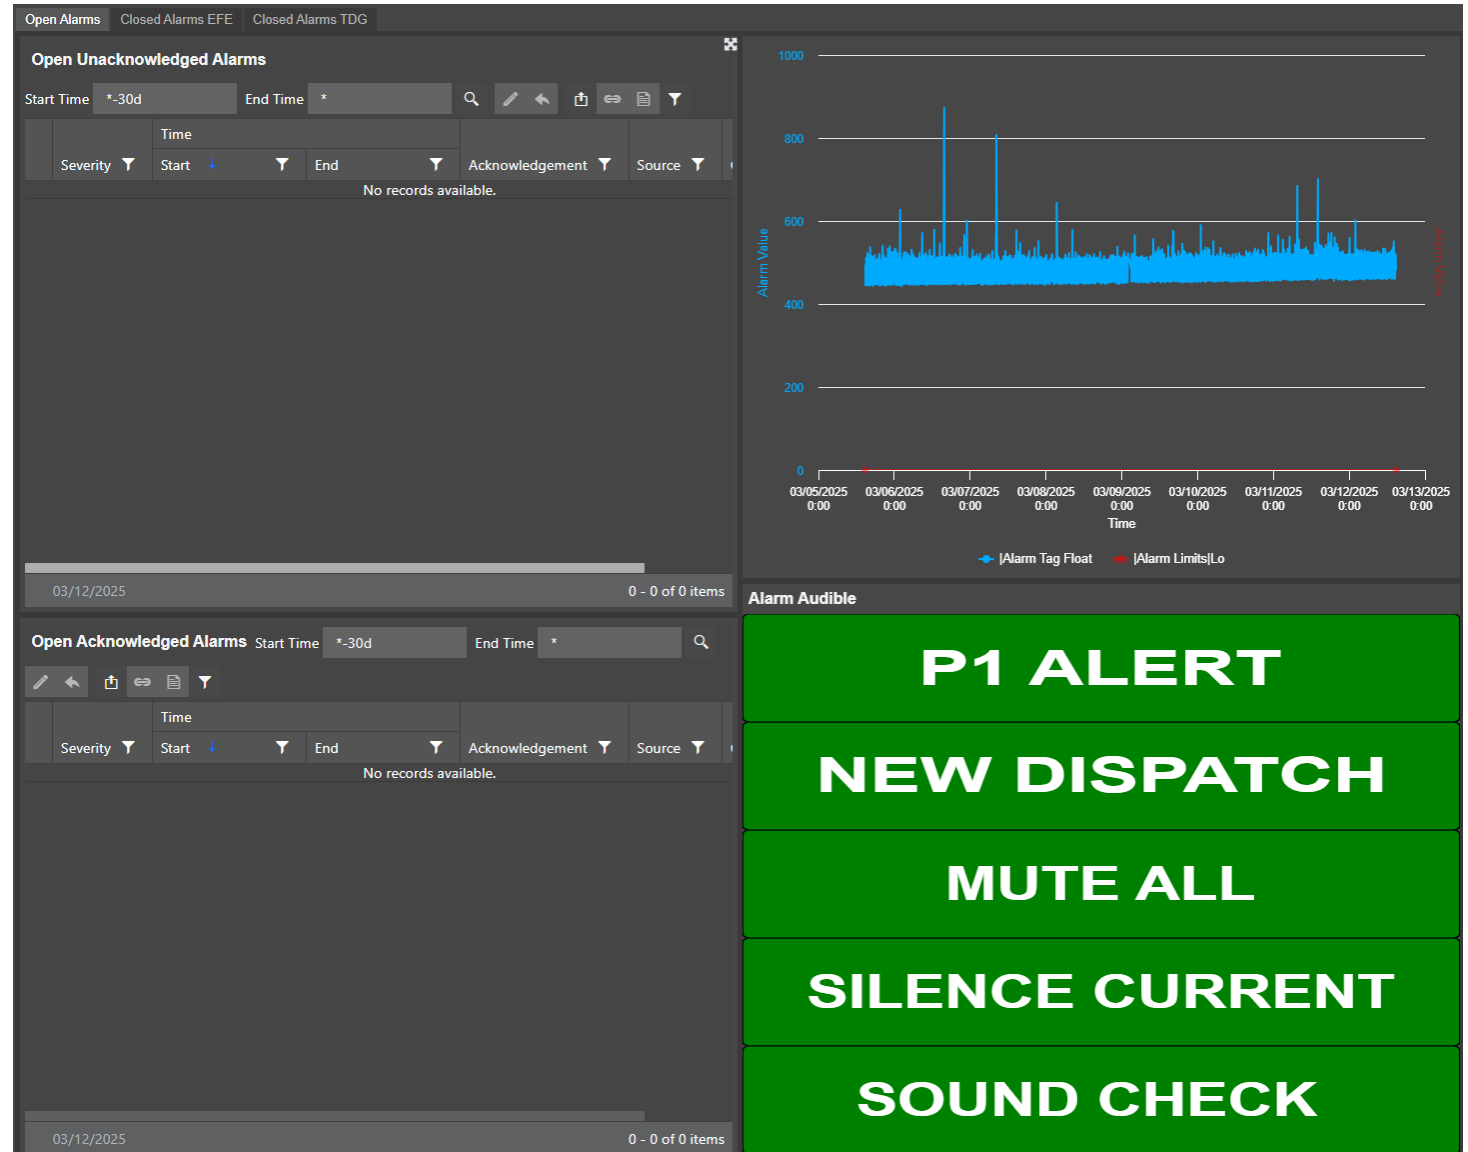 Open Alarms Closed Alarms EFE Closed Alarms TDG
Open Unacknowledged Alarms
Start Time *-30d End Time *
Time
Severity Start End Acknowledgement Source
No records available.
03/12/2025 0 - 0 of 0 items
Open Acknowledged Alarms Start Time *-30d End Time *
Time
Severity Start End Acknowledgement Source
No records available.
03/12/2025 0 - 0 of 0 items
1000
800
600
400
200
0
Alarm Value
03/05/2025 03/06/2025 03/07/2025 03/08/2025 03/09/2025 03/10/2025 03/11/2025 03/12/2025 03/13/2025
0:00 0:00 0:00 0:00 0:00 0:00 0:00 0:00 0:00
Time
|Alarm Tag Float |Alarm Limits|Lo
Alarm Audible
P1 ALERT
NEW DISPATCH
MUTE ALL
SILENCE CURRENT
SOUND CHECK